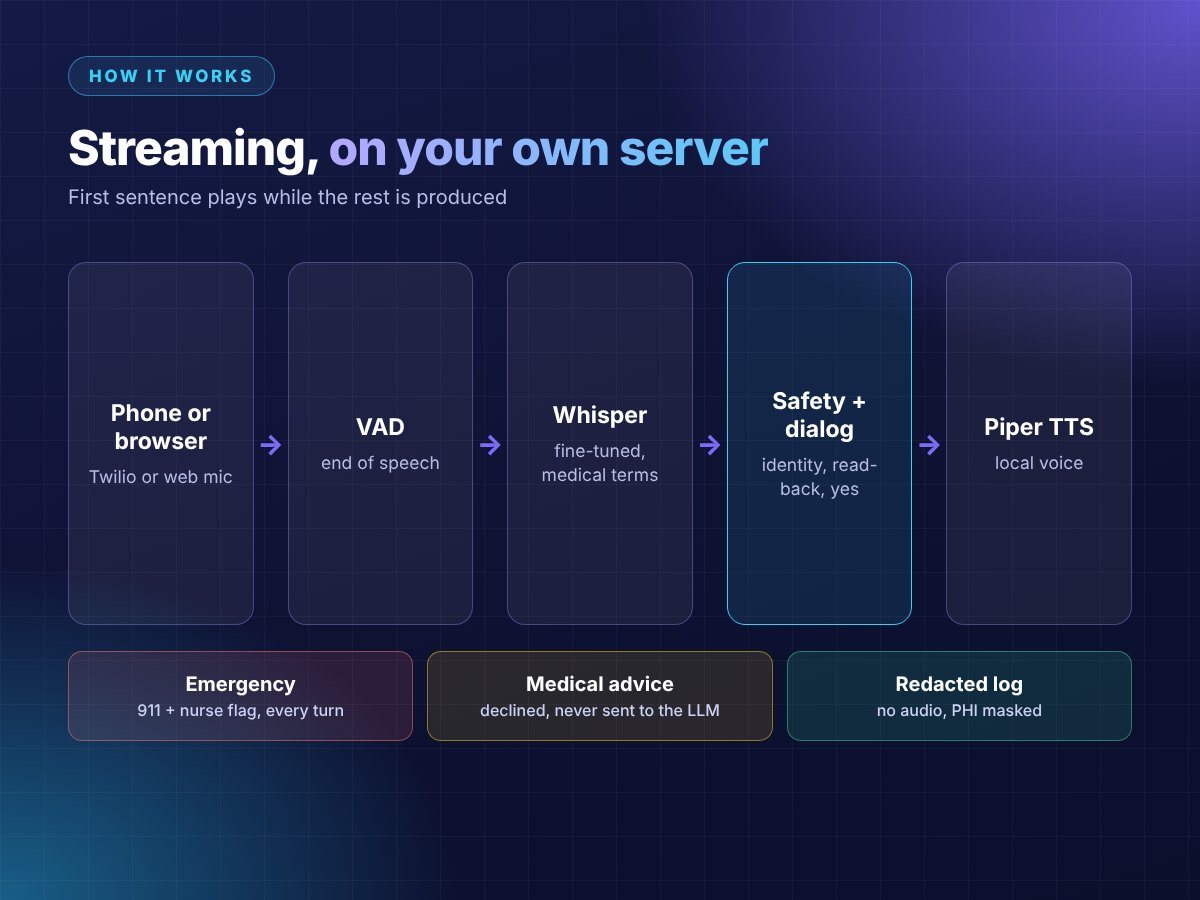 HOW IT WORKS
Streaming, on your own server
First sentence plays while the rest is produced
Phone or
browser
Twilio or web mic
→
VAD
end of speech
→
Whisper
fine-tuned,
medical terms
→
Safety +
dialog
identity, read-
back, yes
→
Piper TTS
local voice
Emergency
911 + nurse flag, every turn
Medical advice
declined, never sent to the LLM
Redacted log
no audio, PHI masked